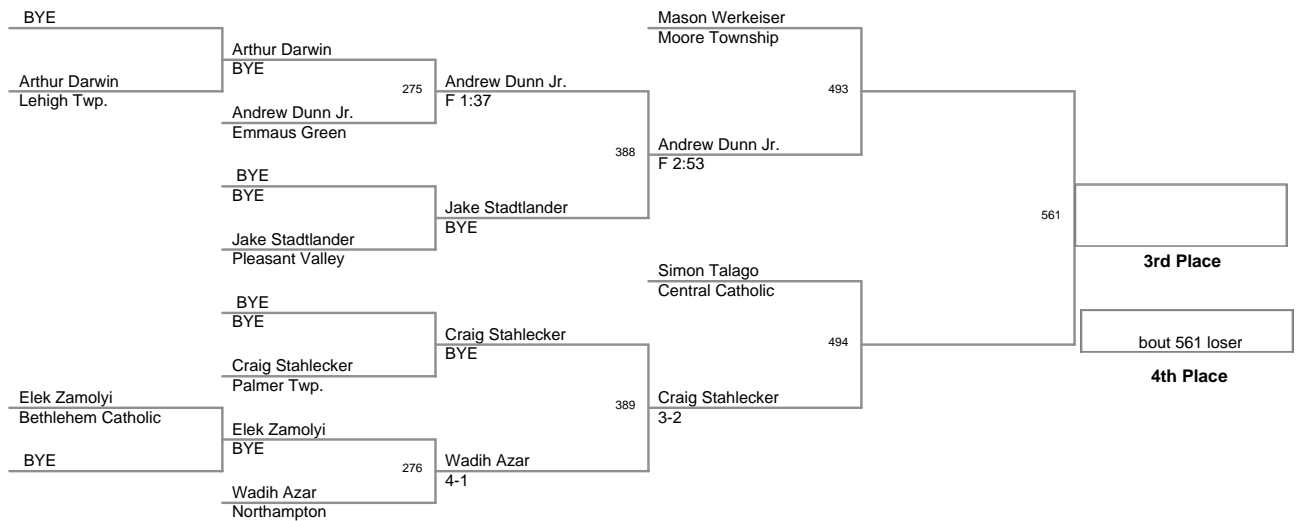 BYE
Arthur Darwin
Lehigh Twp.
Arthur Darwin
BYE
275
Andrew Dunn Jr.
Emmaus Green
Andrew Dunn Jr.
F 1:37
BYE
BYE
Jake Stadtlander
Pleasant Valley
Jake Stadtlander
BYE
388
Mason Werkeiser
Moore Township
493
Andrew Dunn Jr.
F 2:53
BYE
BYE
Craig Stahlecker
Palmer Twp.
Craig Stahlecker
BYE
Elek Zamolyi
Bethlehem Catholic
BYE
Elek Zamolyi
BYE
276
Wadih Azar
Northampton
Wadih Azar
4-1
389
Simon Talago
Central Catholic
494
Craig Stahlecker
3-2
561
3rd Place
bout 561 loser
4th Place